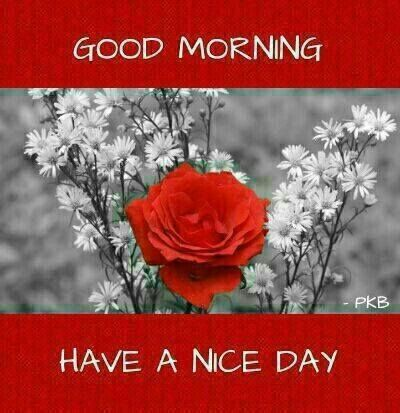 GOOD MORNING
- PKB
HAVE A NICE DAY